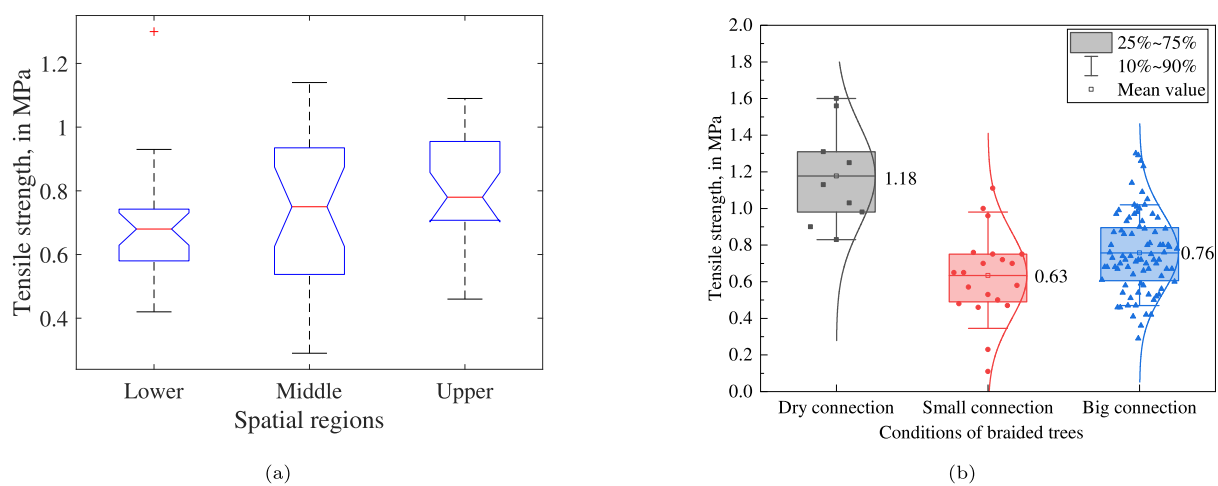 Tensile strength, in MPa
1.2
1
0.8
0.6
0.4
Lower Middle Upper
Spatial regions
(a)
Tensile strength, in MPa
2.0
1.8
1.6
1.4
1.2
1.0
0.8
0.6
0.4
0.2
0.0
25%~75%
10%~90%
Mean value
1.18
0.63
0.76
Dry connection Small connection Big connection
Conditions of braided trees
(b)